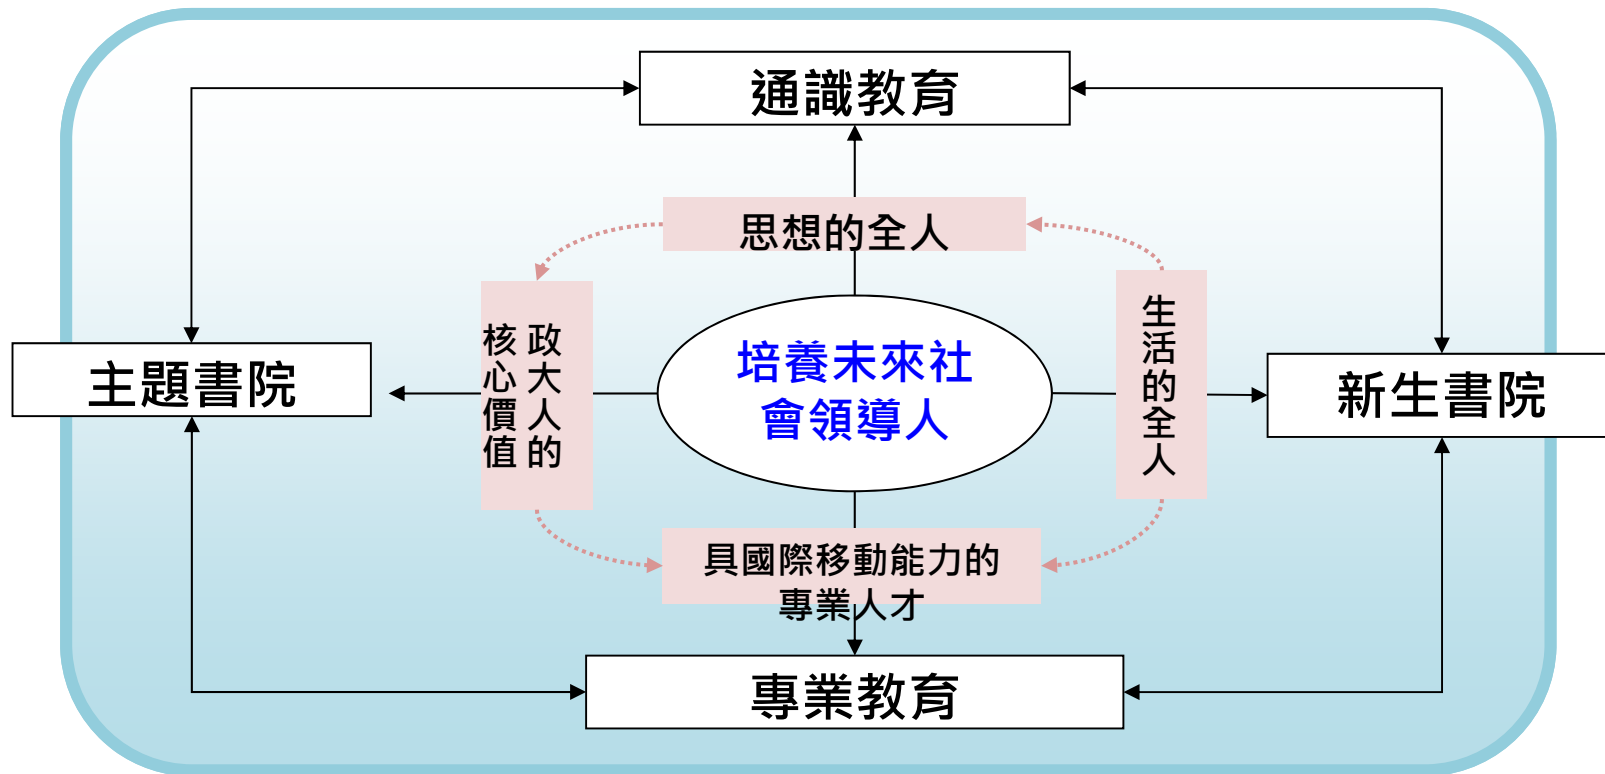 通識教育
思想的全人
政大人的
核心價值
生活的全人
培養未來社
會領導人
主題書院
新生書院
具國際移動能力的
專業人才
專業教育